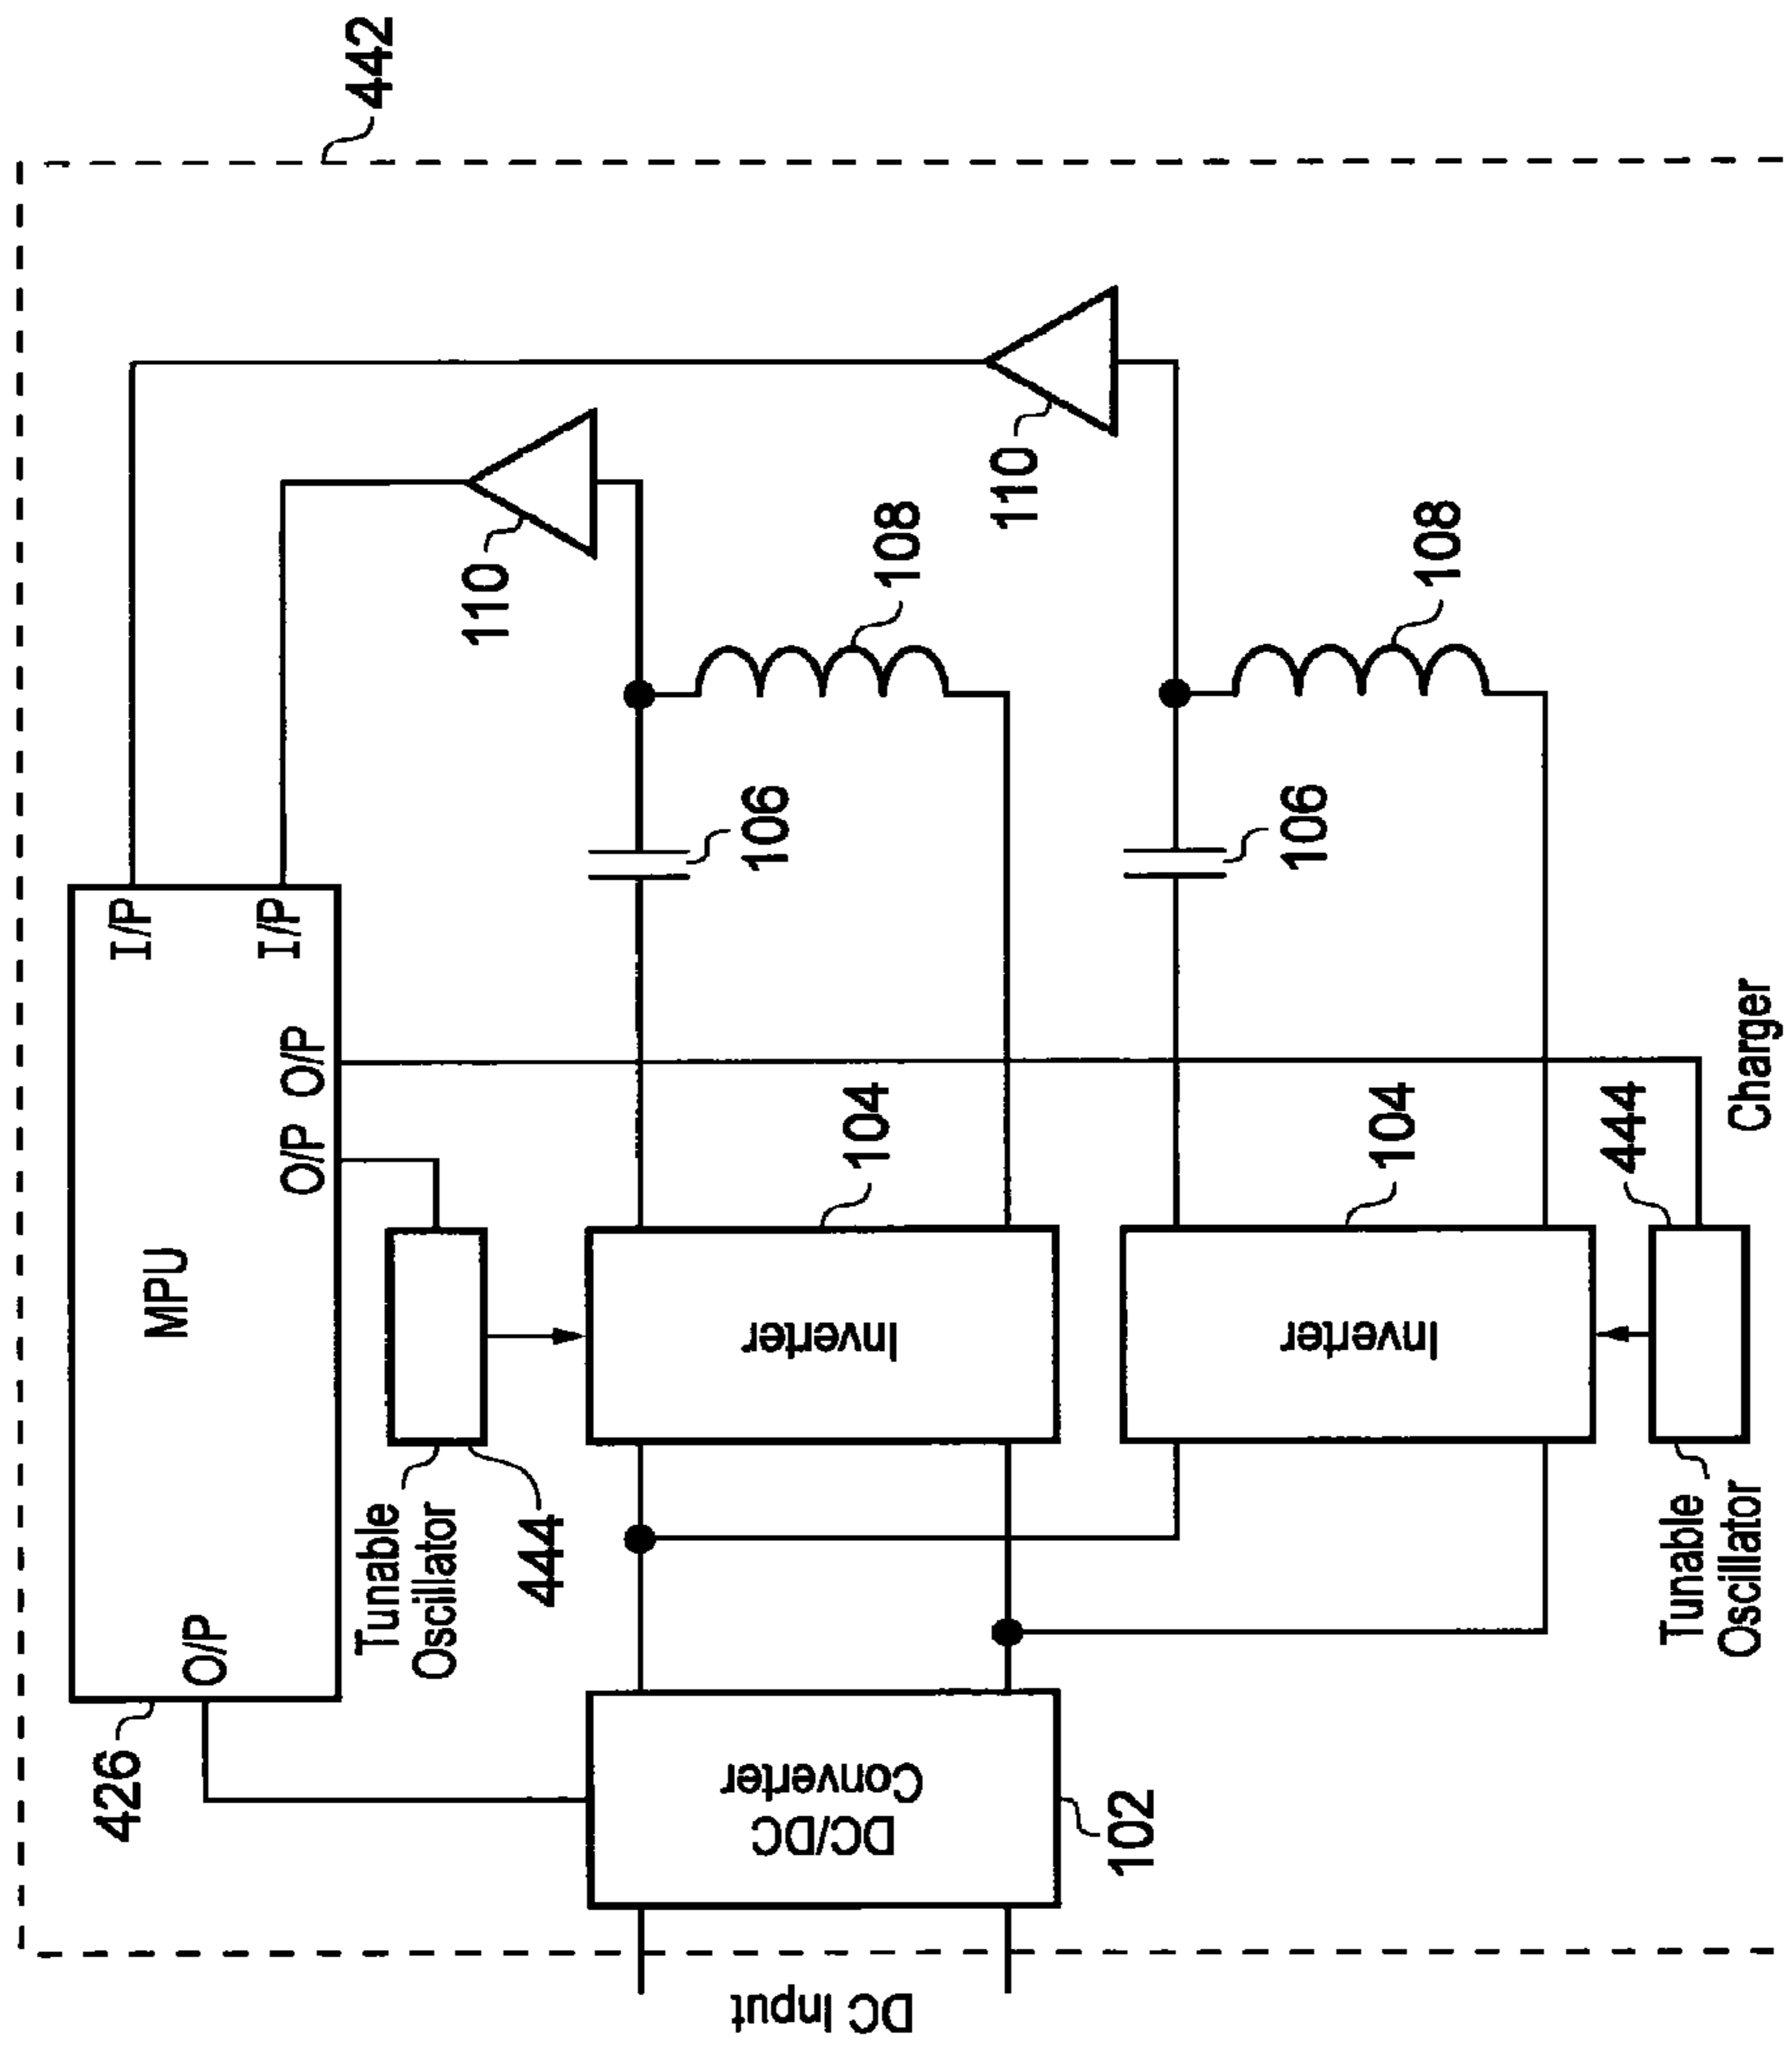 442
426
MPU
O/P
I/P
I/P
O/P
O/P
110
110
Tunable
Oscillator
444
108
108
106
106
104
104
Inverter
Inverter
DC/DC
Converter
102
DC Input
444
Tunable
Oscillator
Charger